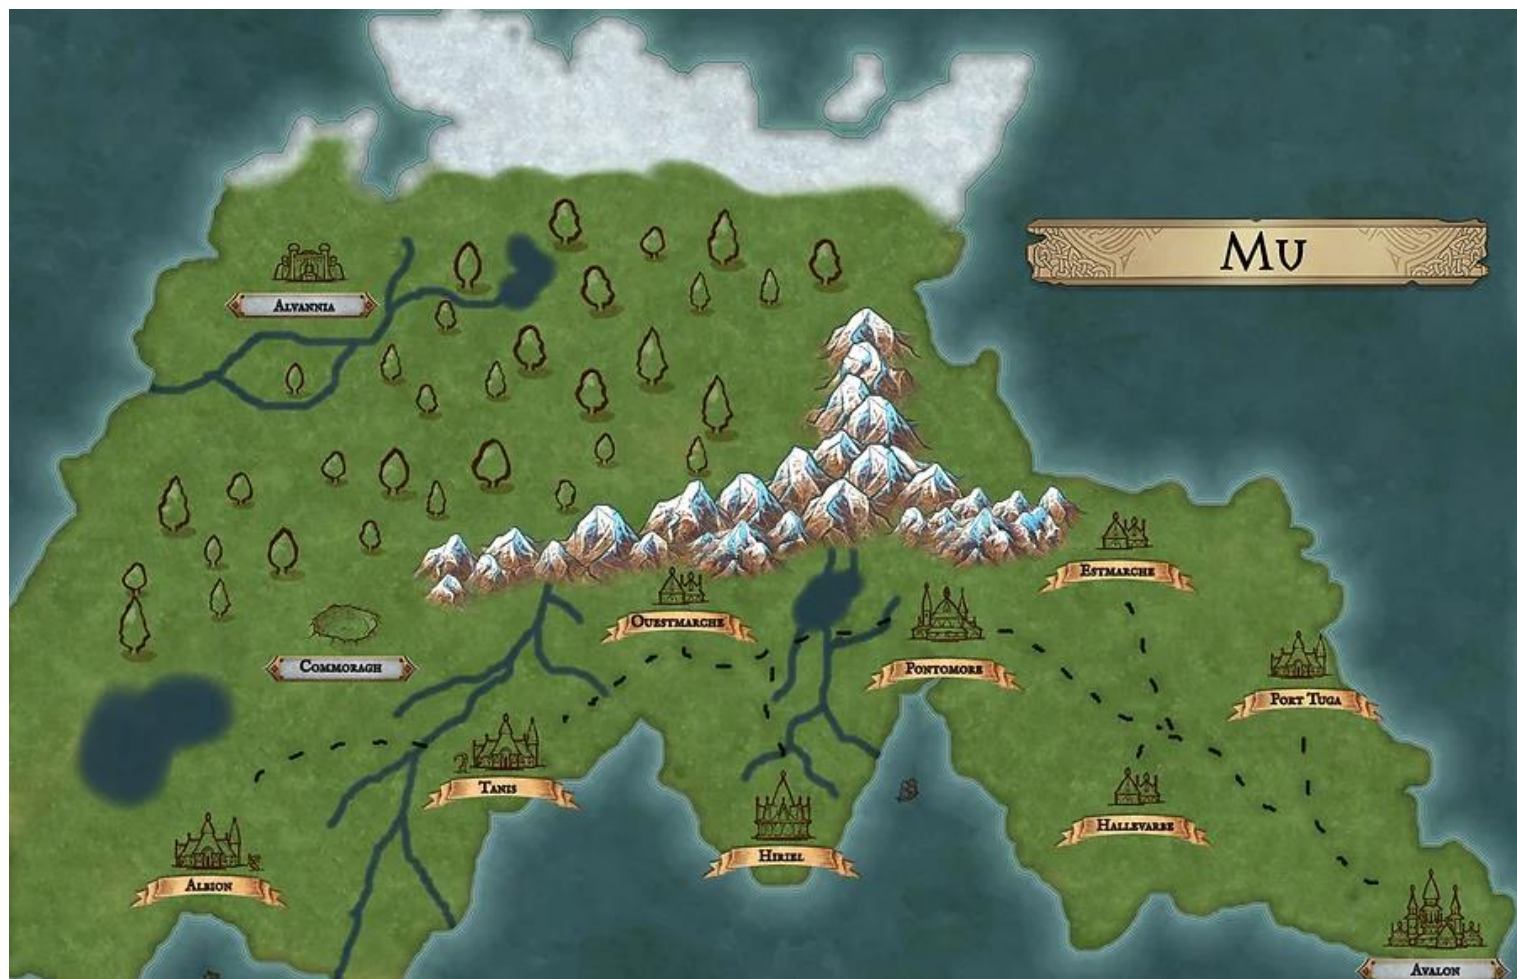 Mu
Alvannia
Estmarche
Ouestmarche
Commoragh
Pontomore
Port Tuga
Tanis
Hallevarbe
Hiriel
Albion
Avalon